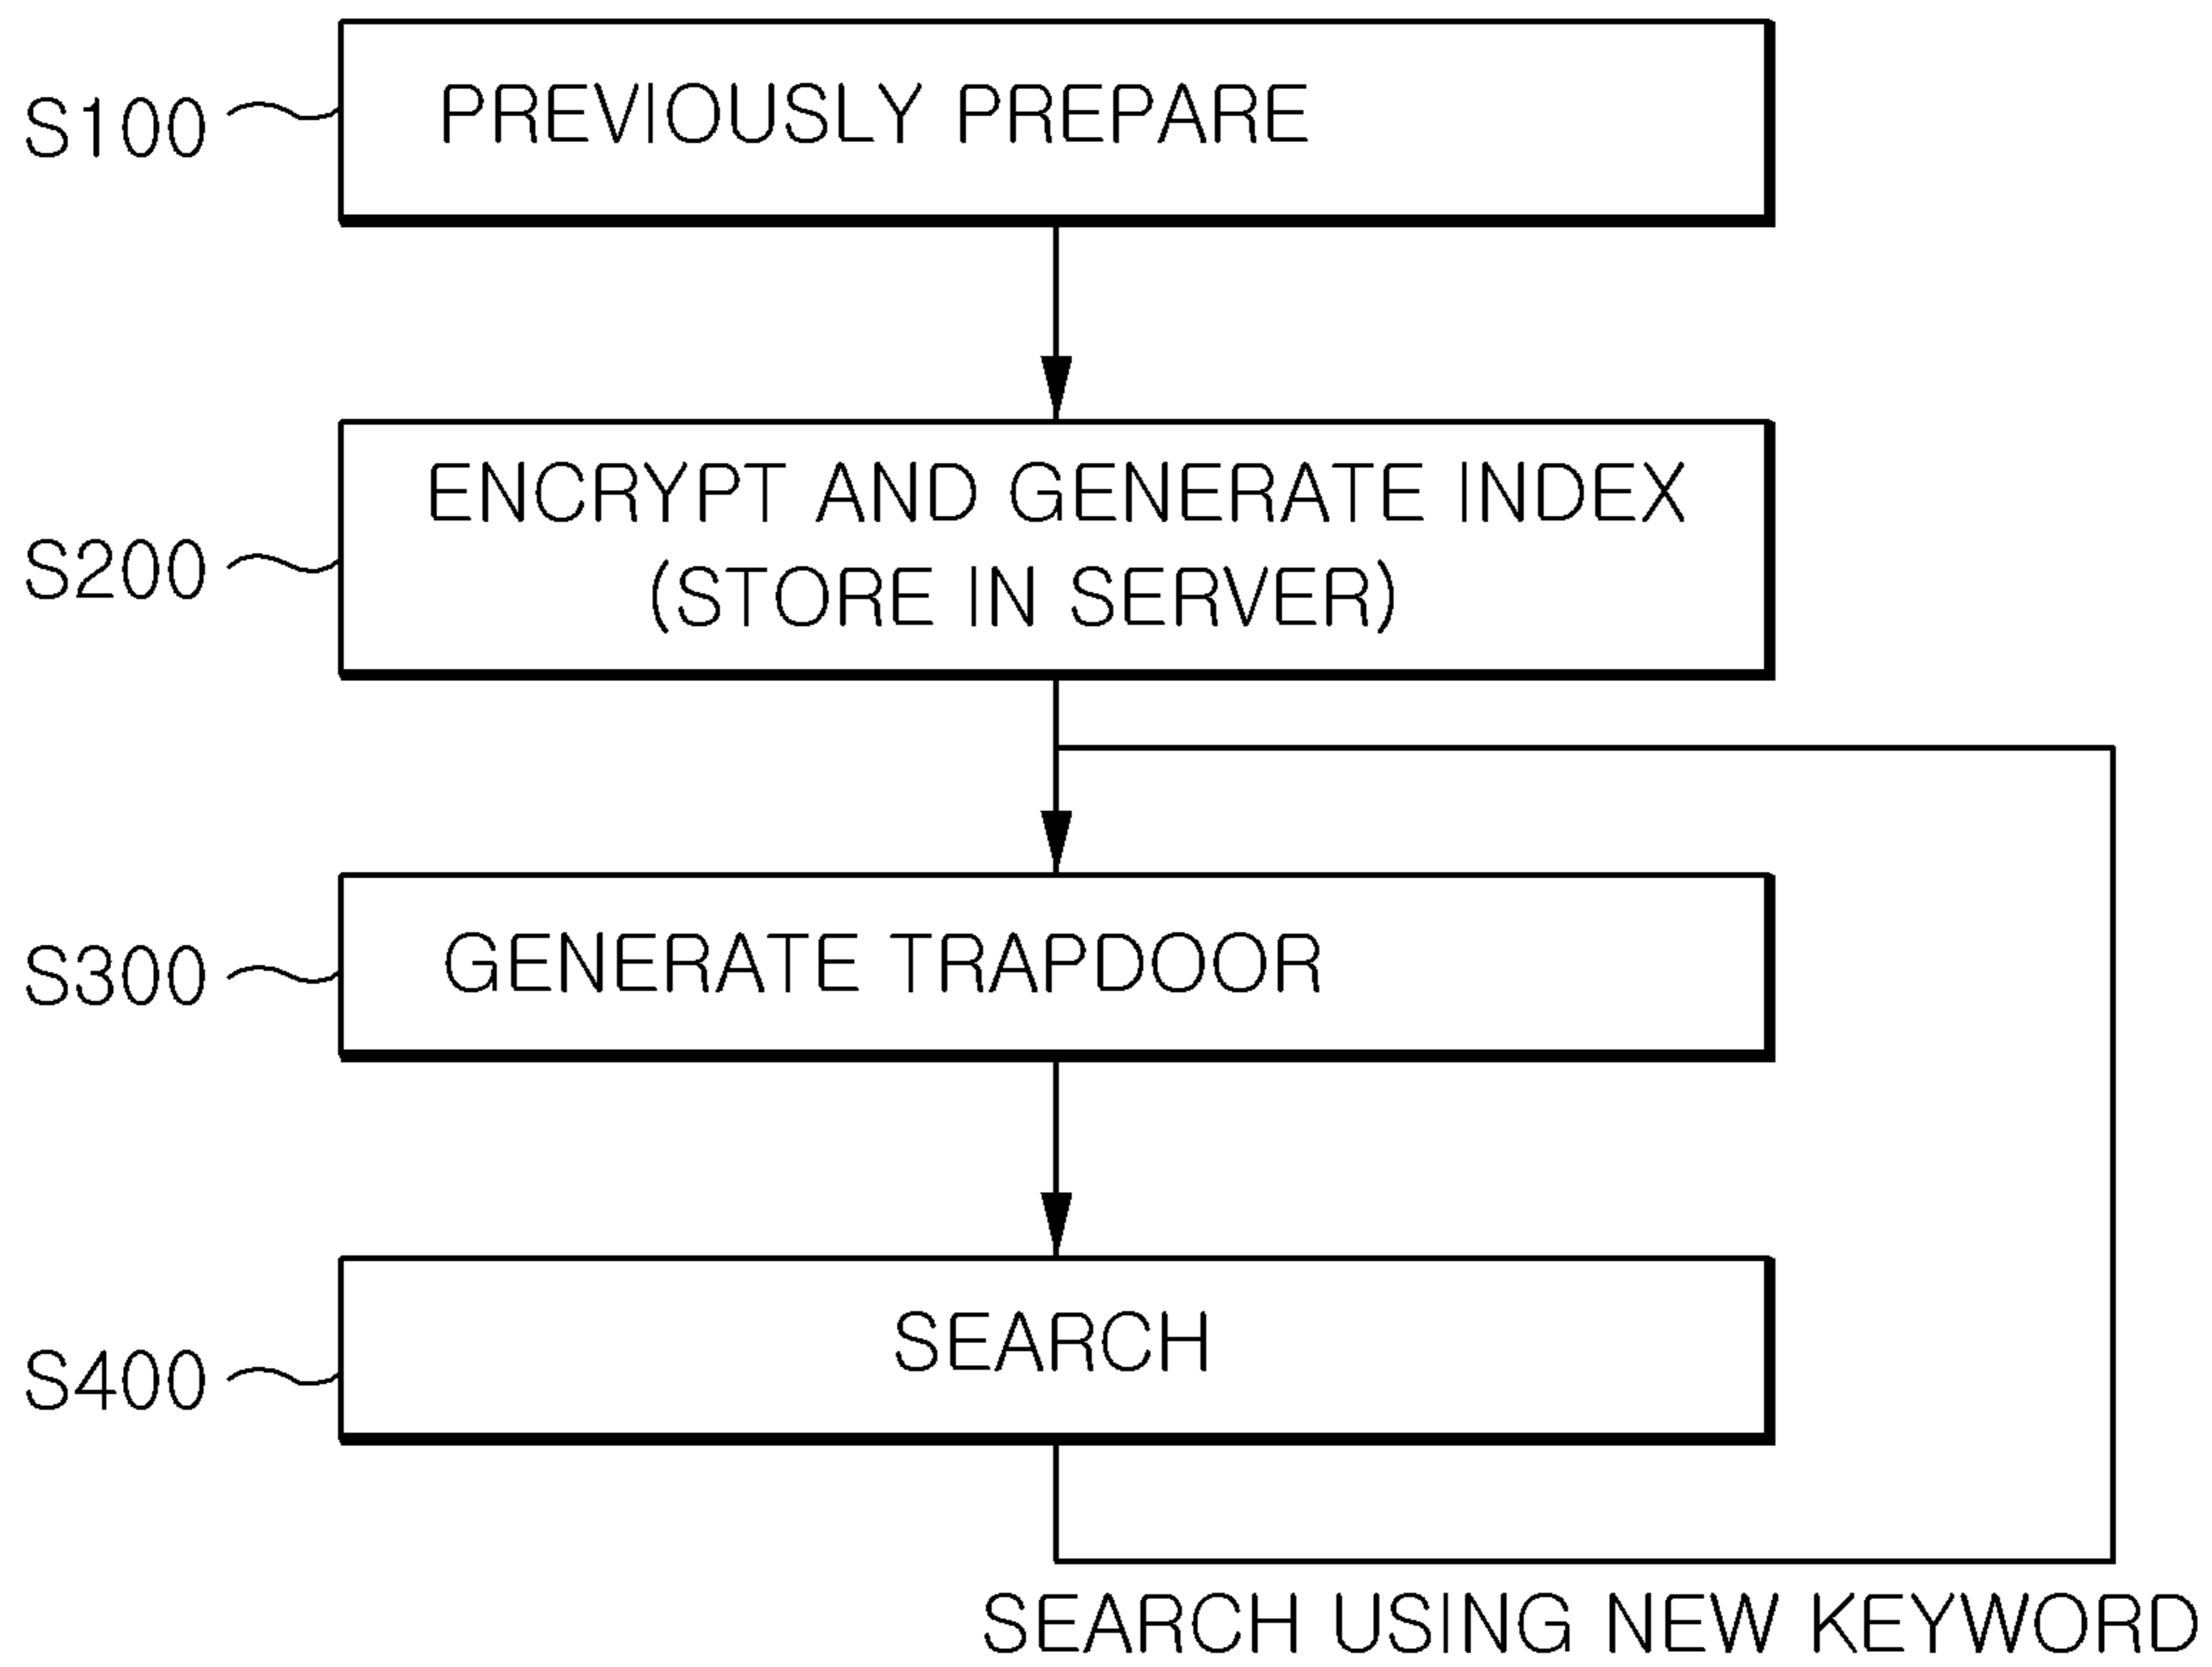 S100
PREVIOUSLY PREPARE
S200
ENCRYPT AND GENERATE INDEX
(STORE IN SERVER)
S300
GENERATE TRAPDOOR
S400
SEARCH
SEARCH USING NEW KEYWORD